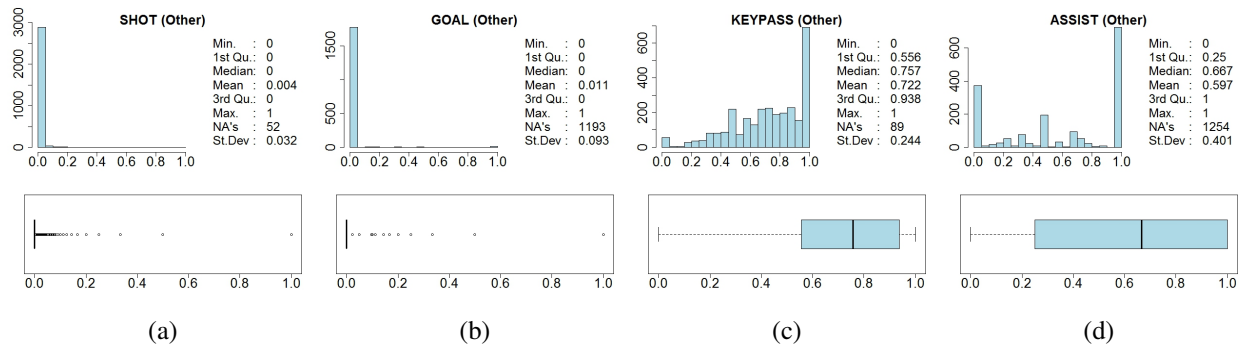 SHOT (Other)
3000
2000
1000
0
0.0 0.2 0.4 0.6 0.8 1.0
Min. : 0
1st Qu.: 0
Median: 0
Mean : 0.004
3rd Qu.: 0
Max. : 1
NA's : 52
St.Dev : 0.032
0.0 0.2 0.4 0.6 0.8 1.0
(a)
GOAL (Other)
1500
1000
500
0
0.0 0.2 0.4 0.6 0.8 1.0
Min. : 0
1st Qu.: 0
Median: 0
Mean : 0.011
3rd Qu.: 0
Max. : 1
NA's : 1193
St.Dev : 0.093
0.0 0.2 0.4 0.6 0.8 1.0
(b)
KEYPASS (Other)
600
400
200
0
0.0 0.2 0.4 0.6 0.8 1.0
Min. : 0
1st Qu.: 0.556
Median: 0.757
Mean : 0.722
3rd Qu.: 0.938
Max. : 1
NA's : 89
St.Dev : 0.244
0.0 0.2 0.4 0.6 0.8 1.0
(c)
ASSIST (Other)
600
400
200
0
0.0 0.2 0.4 0.6 0.8 1.0
Min. : 0
1st Qu.: 0.25
Median: 0.667
Mean : 0.597
3rd Qu.: 1
Max. : 1
NA's : 1254
St.Dev : 0.401
0.0 0.2 0.4 0.6 0.8 1.0
(d)